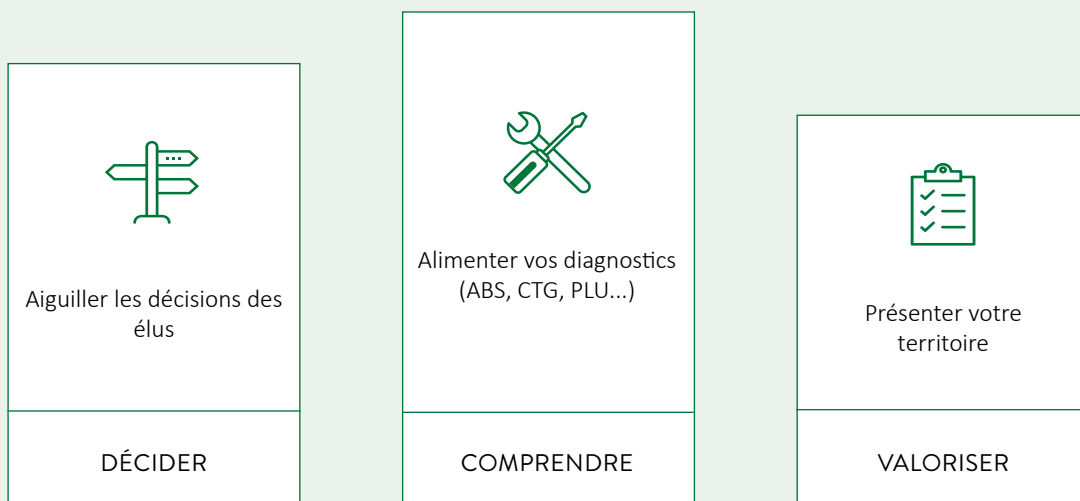 Aiguiller les décisions des
élus
DÉCIDER
Alimenter vos diagnostics
(ABS, CTG, PLU...)
COMPRENDRE
Présenter votre
territoire
VALORISER